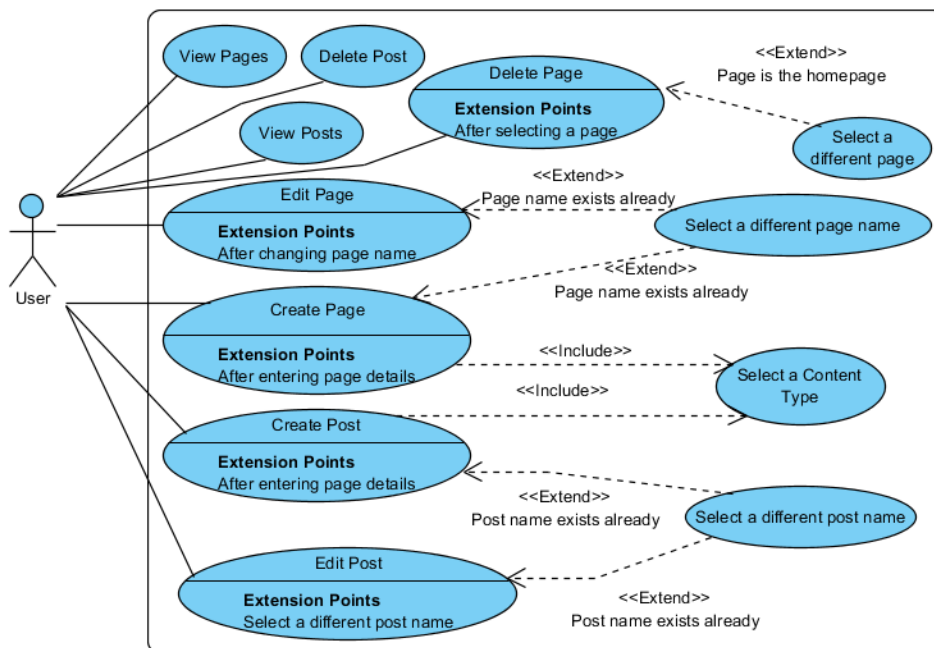 View Pages
Delete Post
<<Extend>>
Page is the homepage
Delete Page
Extension Points
After selecting a page
View Posts
Select a
different page
<<Extend>>
Page name exists already
Edit Page
Extension Points
After changing page name
Select a different page name
User
<<Extend>>
Page name exists already
Create Page
Extension Points
After entering page details
<<Include>>
<<Include>>
Select a Content
Type
Create Post
Extension Points
After entering page details
<<Extend>>
Post name exists already
Select a different post name
Edit Post
Extension Points
Select a different post name
<<Extend>>
Post name exists already